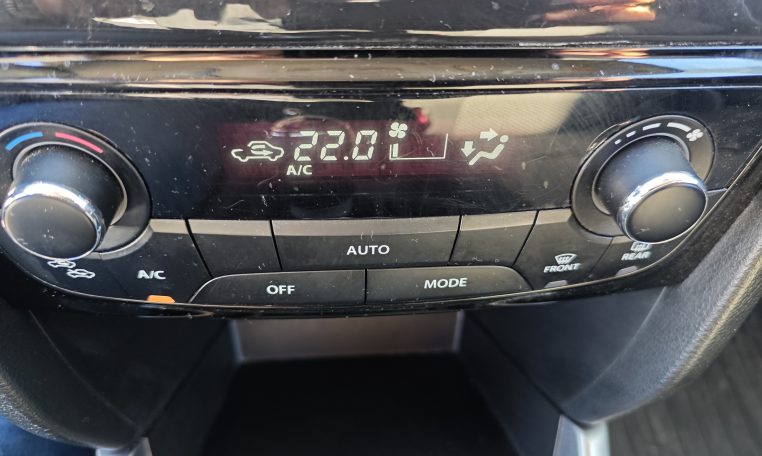 22.0
A/C
AUTO
A/C
OFF
MODE
FRONT
REAR